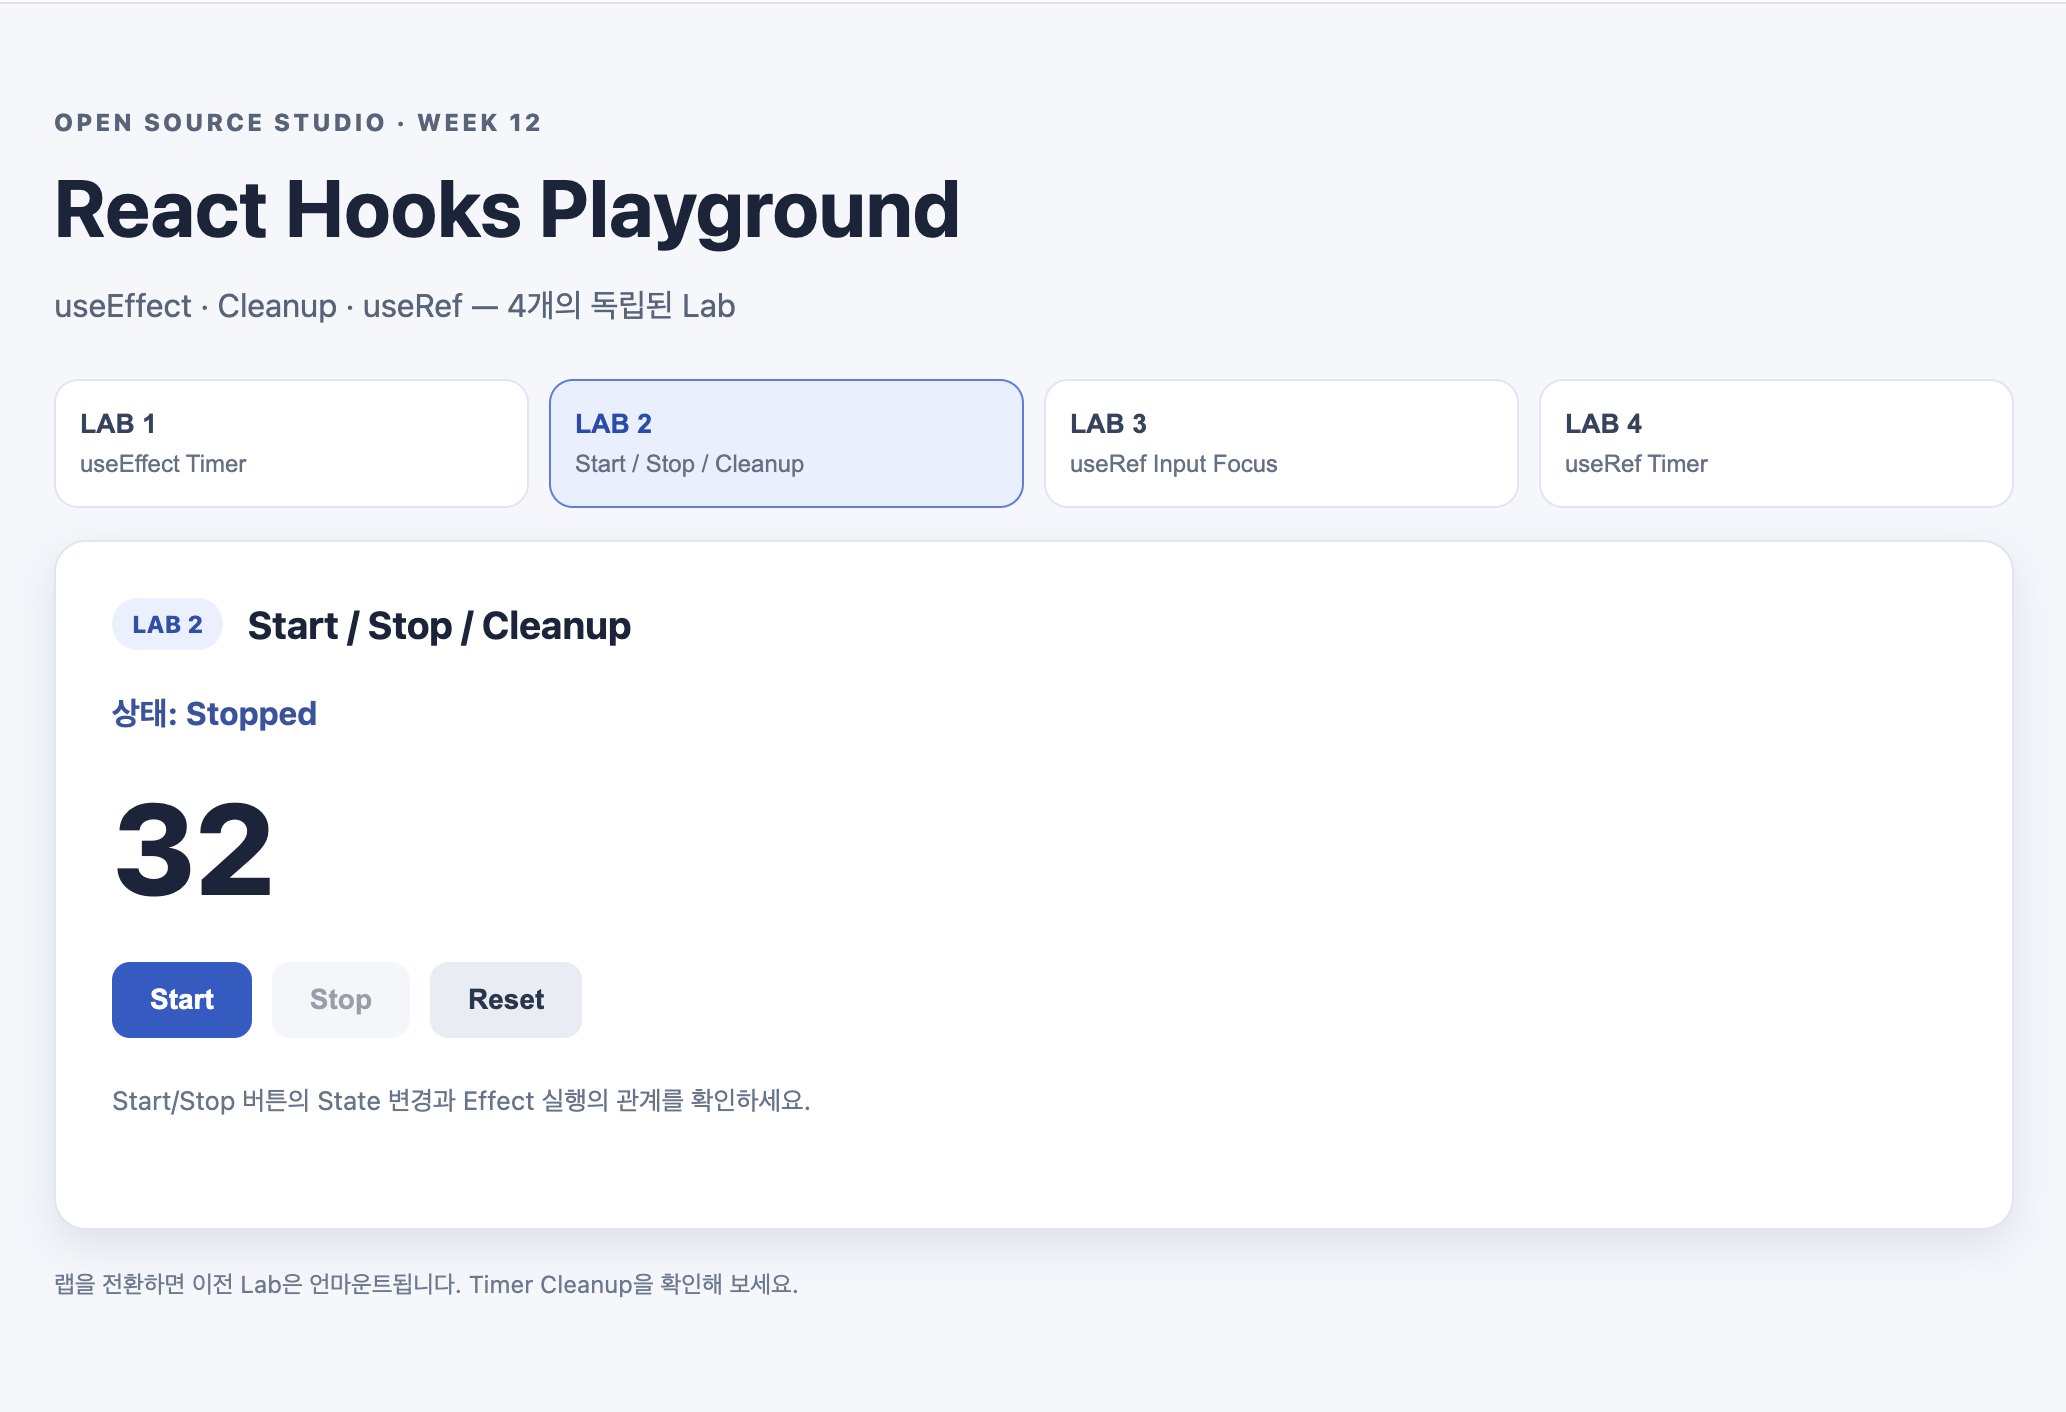 OPEN SOURCE STUDIO · WEEK 12
React Hooks Playground
useEffect · Cleanup · useRef — 4개의 독립된 Lab
LAB 1
useEffect Timer
LAB 2
Start / Stop / Cleanup
LAB 3
useRef Input Focus
LAB 4
useRef Timer
LAB 2 Start / Stop / Cleanup
상태: Stopped
32
Start Stop Reset
Start/Stop 버튼의 State 변경과 Effect 실행의 관계를 확인하세요.
랩을 전환하면 이전 Lab은 언마운트됩니다. Timer Cleanup을 확인해 보세요.